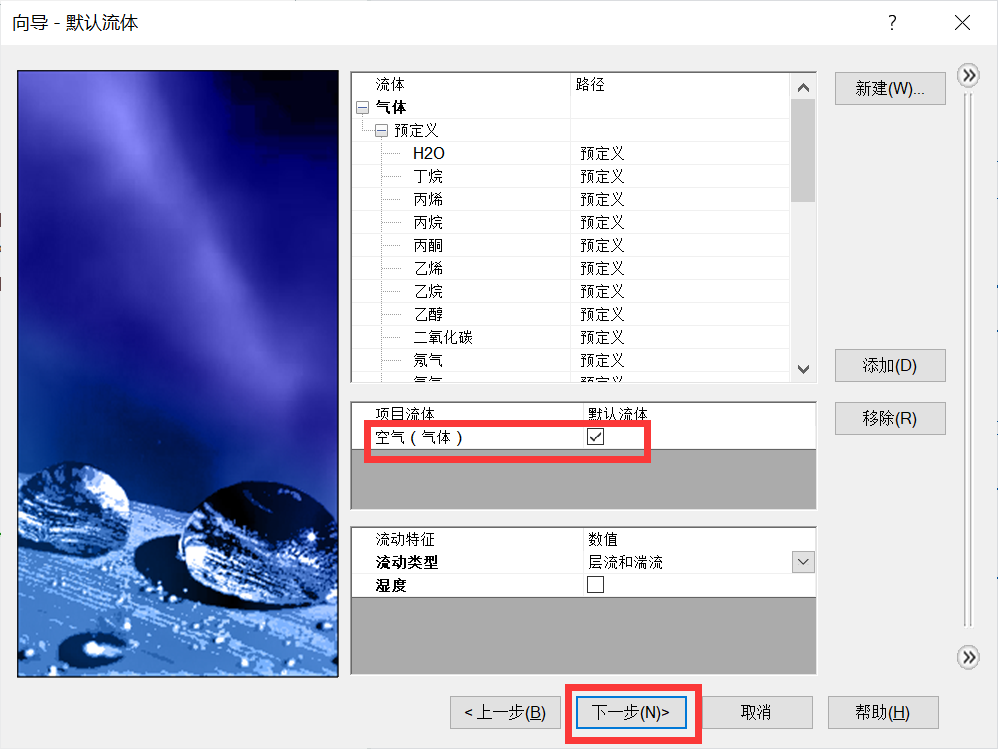 向导 - 默认流体
?
流体 路径
气体
预定义
H2O 预定义
丁烷 预定义
丙烯 预定义
丙烷 预定义
丙酮 预定义
乙烯 预定义
乙烷 预定义
乙醇 预定义
二氧化碳 预定义
氖气 预定义
新建(W)...
添加(D)
移除(R)
项目流体 默认流体
空气 ( 气体 )
流动特征 数值
流动类型 层流和湍流
湿度
< 上一步(B)
下一步(N)>
取消
帮助(H)